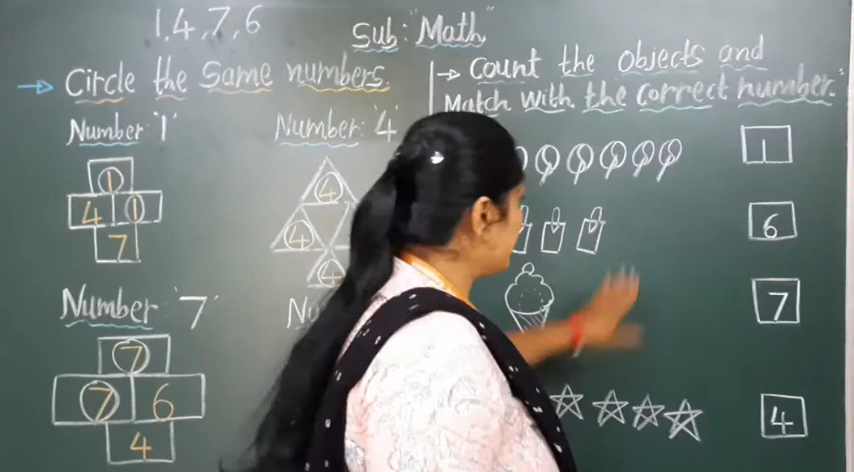 1,4,7,6
Sub: "Math"
→ Circle the Same numbers.
Number '1'
1
4 1
7
Number: '4'
4
4
4
Number '7'
7
7 6
4
→ Count the objects and
Match with the correct number.
1
6
7
4